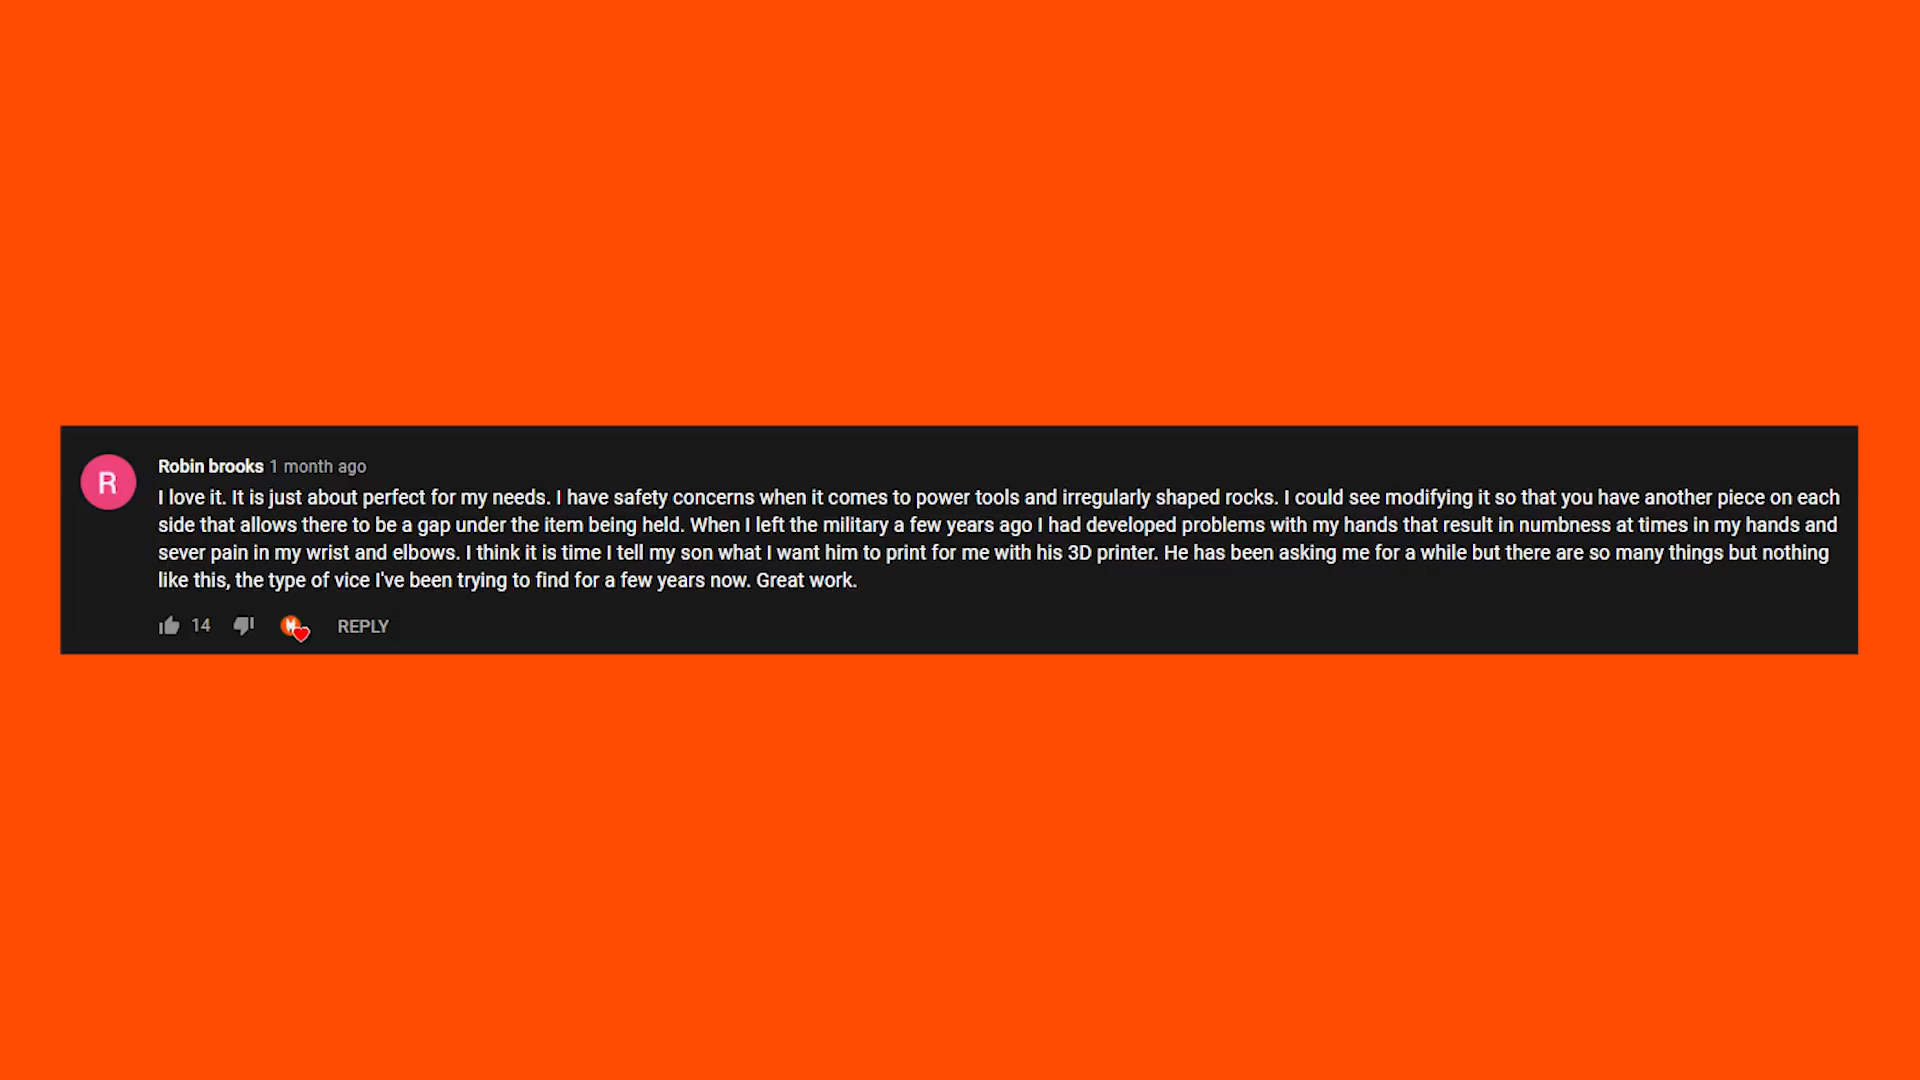 R
Robin brooks 1 month ago
I love it. It is just about perfect for my needs. I have safety concerns when it comes to power tools and irregularly shaped rocks. I could see modifying it so that you have another piece on each
side that allows there to be a gap under the item being held. When I left the military a few years ago I had developed problems with my hands that result in numbness at times in my hands and
sever pain in my wrist and elbows. I think it is time I tell my son what I want him to print for me with his 3D printer. He has been asking me for a while but there are so many things but nothing
like this, the type of vice I've been trying to find for a few years now. Great work.
14 REPLY